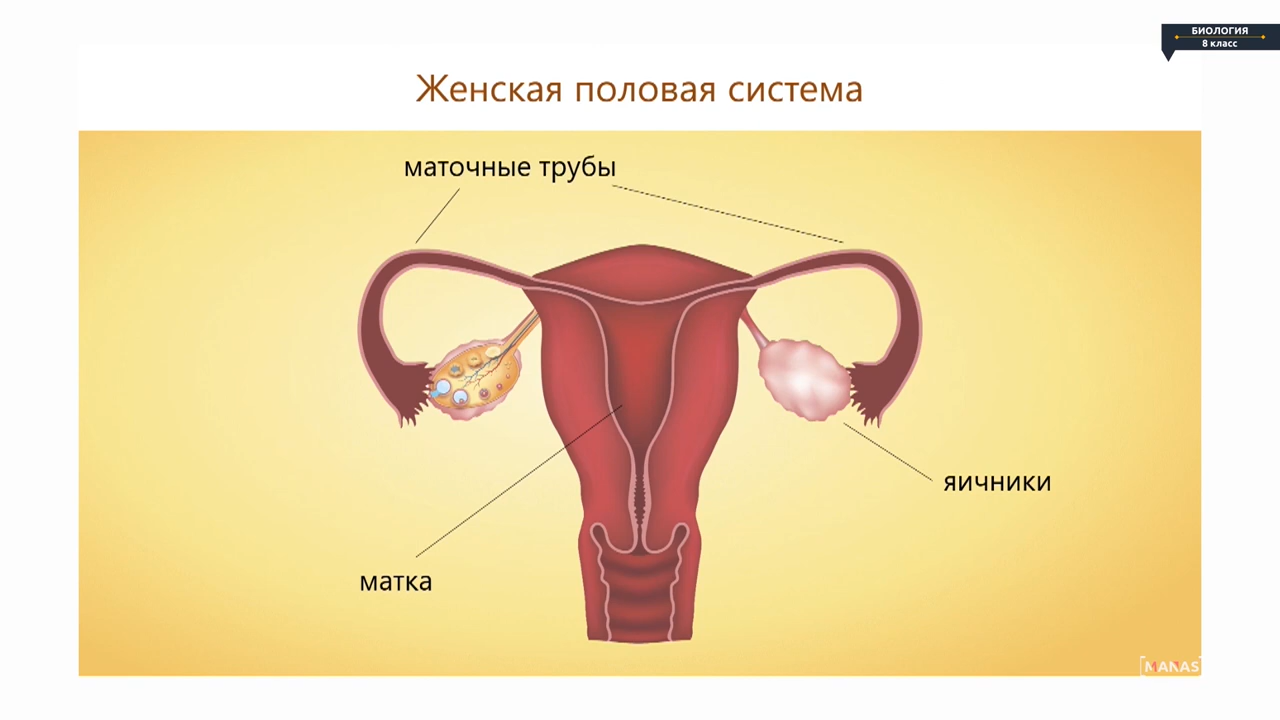 БИОЛОГИЯ
8 класс
Женская половая система
маточные трубы
яичники
матка
MANAS